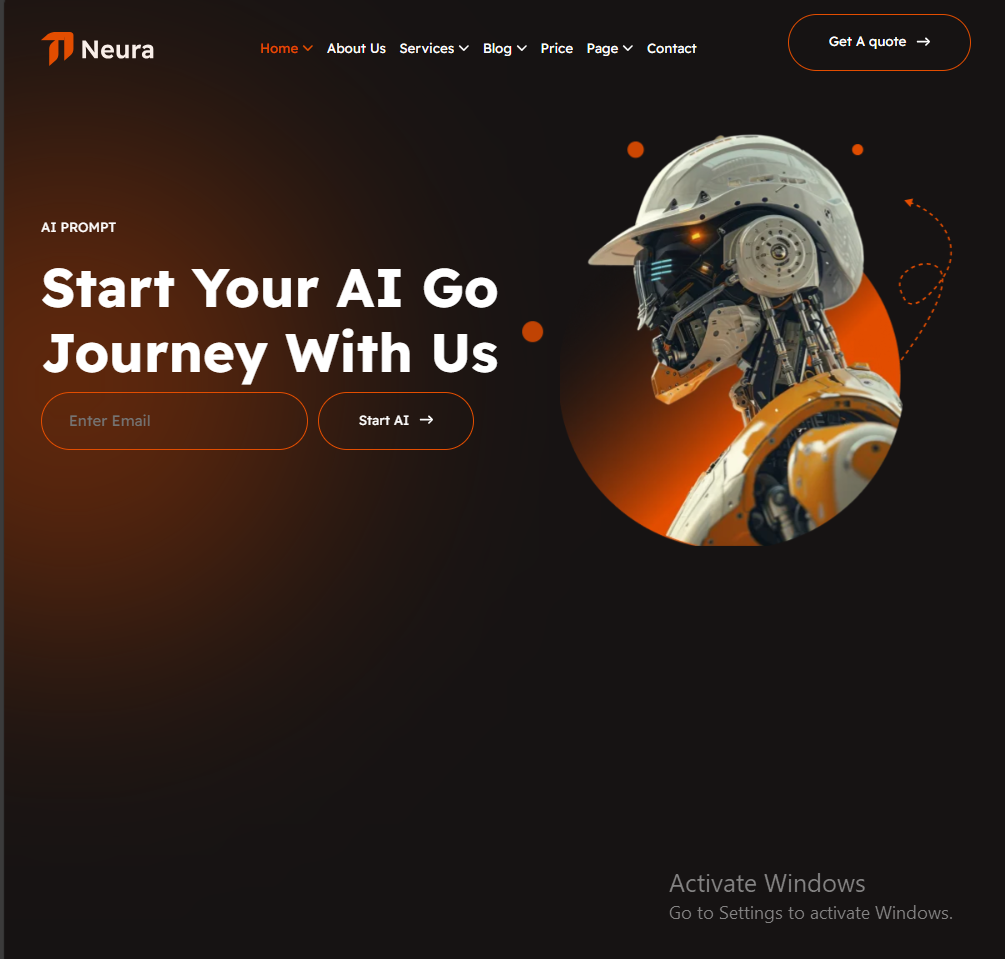 Neura
Home About Us Services Blog Price Page Contact
Get A quote
AI PROMPT
Start Your AI Go
Journey With Us
Enter Email
Start AI
Activate Windows
Go to Settings to activate Windows.